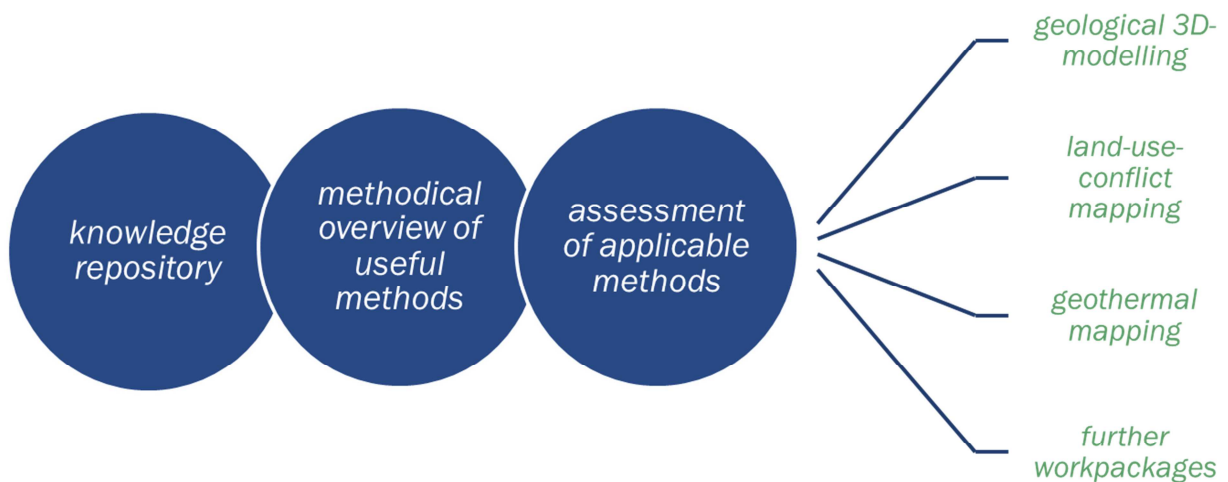 knowledge
repository
methodical
overview of
useful
methods
assessment
of applicable
methods
geological 3D-
modelling
land-use-
conflict
mapping
geothermal
mapping
further
workpackages